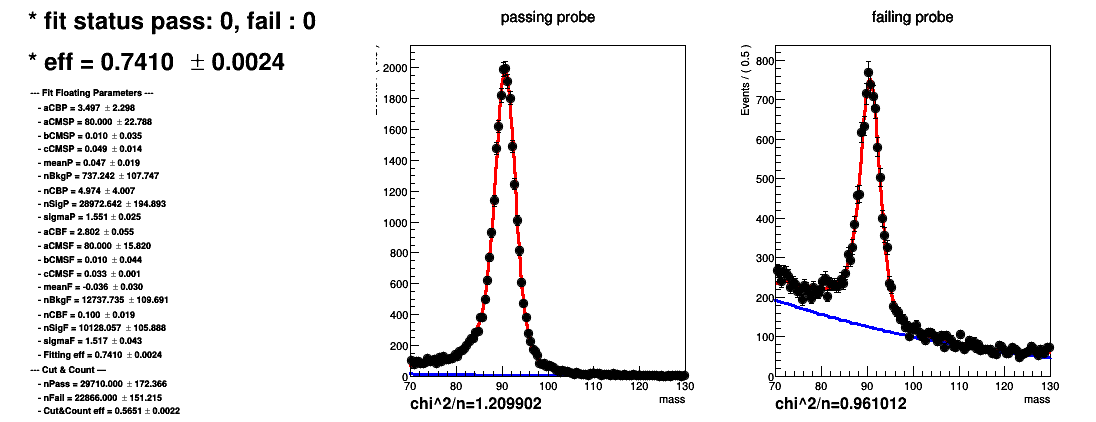 * fit status pass: 0, fail : 0
* eff = 0.7410 ± 0.0024
--- Fit Floating Parameters ---
- aCBP = 3.497 ± 2.298
- aCMSP = 80.000 ± 22.788
- bCMSP = 0.010 ± 0.035
- cCMSP = 0.049 ± 0.014
- meanP = 0.047 ± 0.019
- nBkgP = 737.242 ± 107.747
- nCBP = 4.974 ± 4.007
- nSigP = 28972.642 ± 194.893
- sigmaP = 1.551 ± 0.025
- aCBF = 2.802 ± 0.055
- aCMSF = 80.000 ± 15.820
- bCMSF = 0.010 ± 0.044
- cCMSF = 0.033 ± 0.001
- meanF = -0.036 ± 0.030
- nBkgF = 12737.735 ± 109.691
- nCBF = 0.100 ± 0.019
- nSigF = 10128.057 ± 105.888
- sigmaF = 1.517 ± 0.043
- Fitting eff = 0.7410 ± 0.0024
--- Cut & Count ---
- nPass = 29710.000 ± 172.366
- nFail = 22866.000 ± 151.215
- Cut&Count eff = 0.5651 ± 0.0022
passing probe
2000
1800
1600
1400
1200
1000
800
600
400
200
0
70 80 90 100 110 120 130
mass
chi^2/n=1.209902
failing probe
Events / ( 0.5 )
800
700
600
500
400
300
200
100
0
70 80 90 100 110 120 130
mass
chi^2/n=0.961012